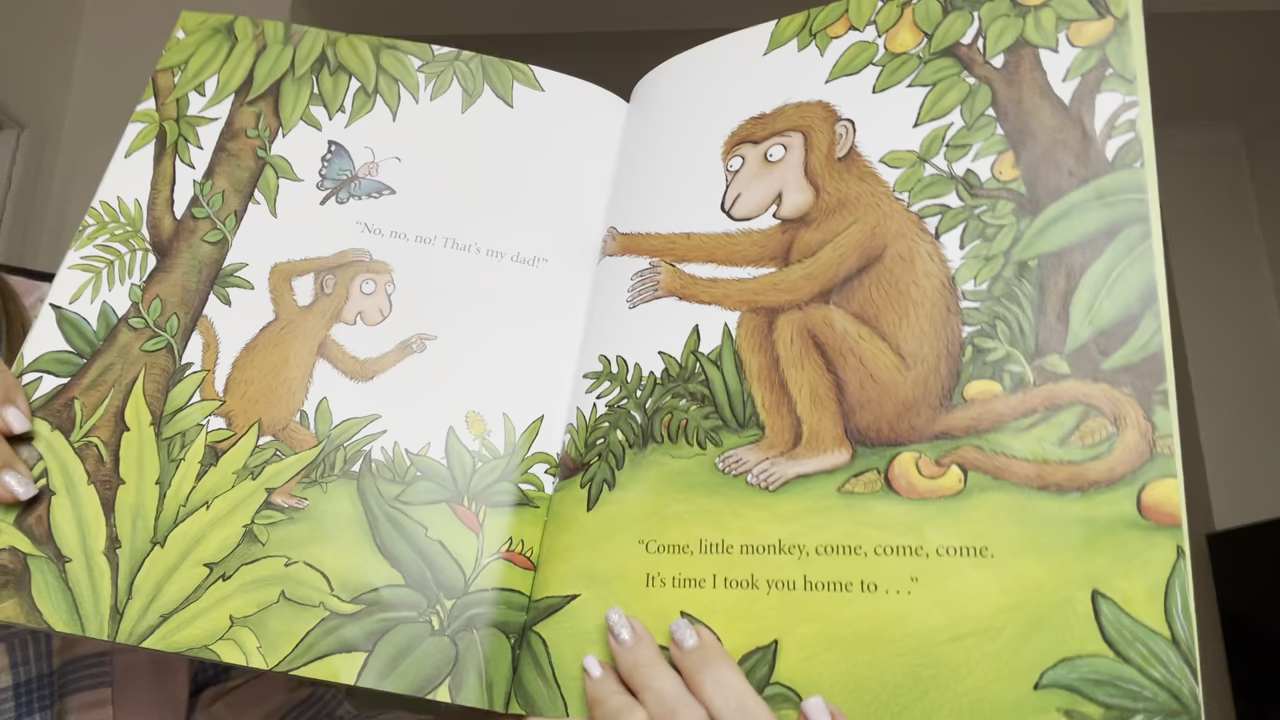 “No, no, no! That’s my dad!”
“Come, little monkey, come, come, come.
It’s time I took you home to . . .”